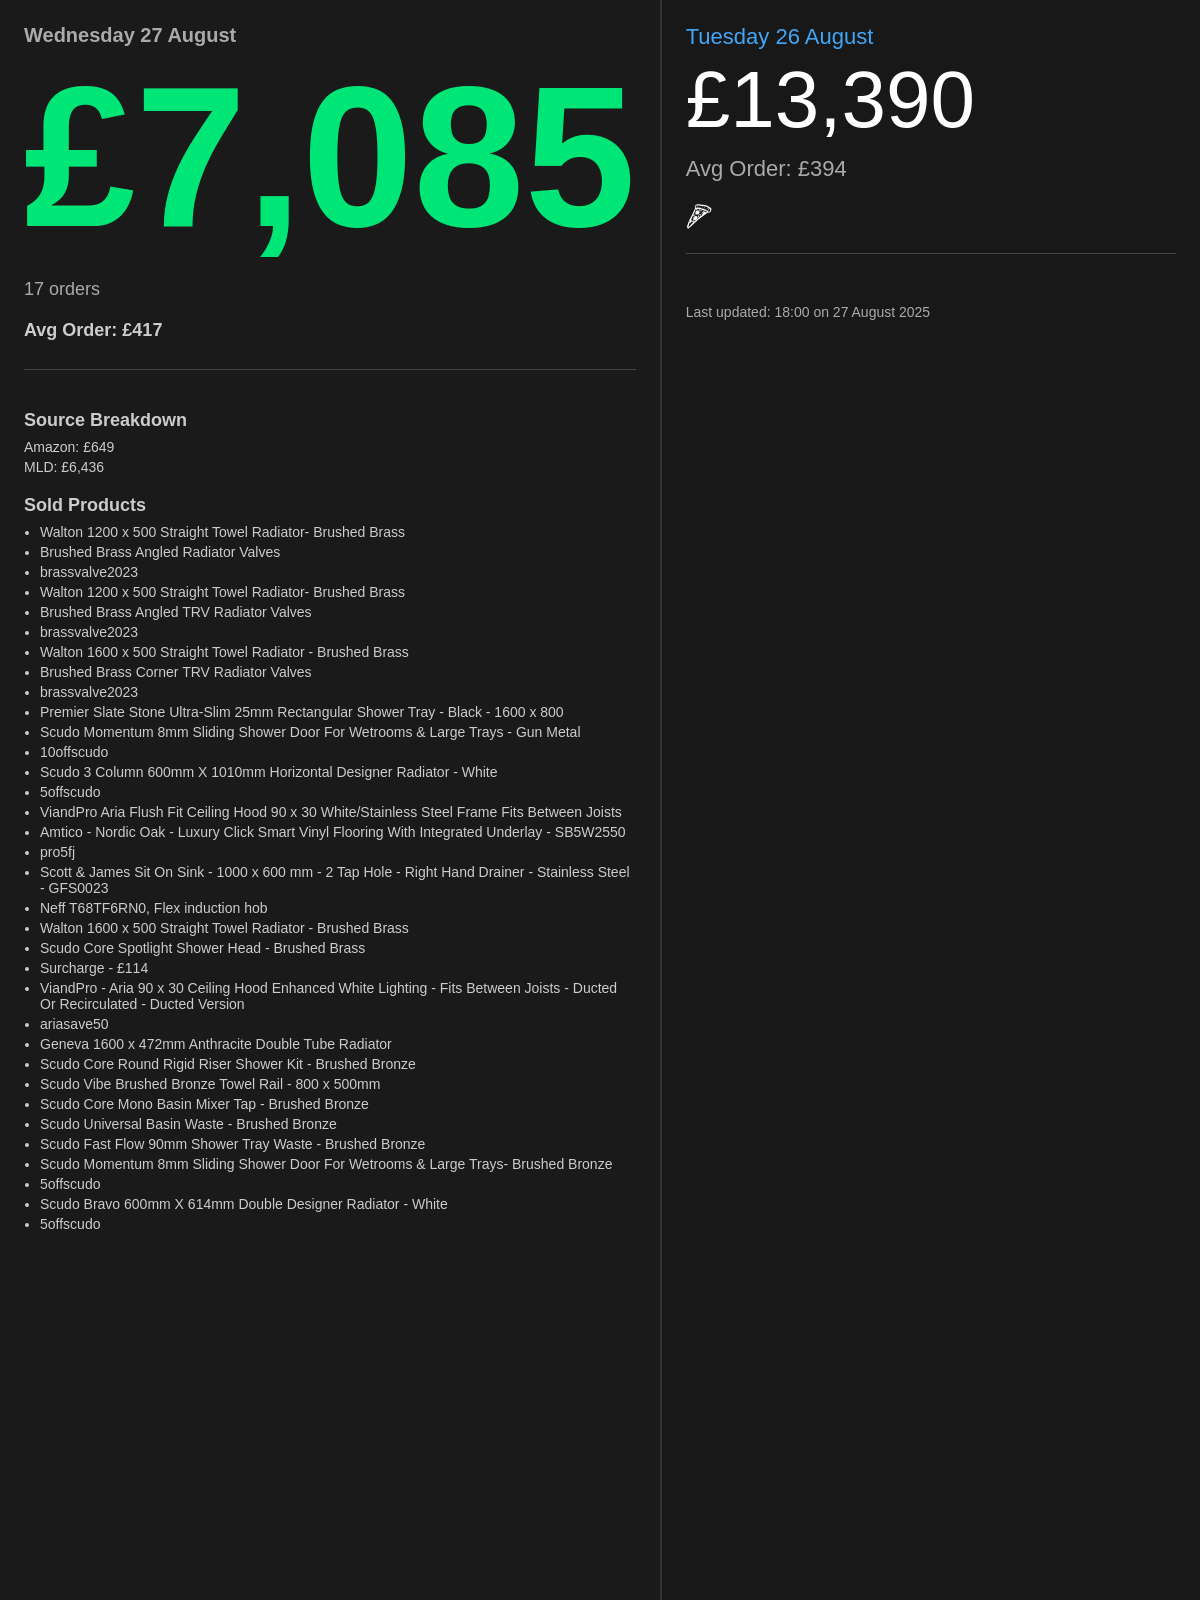 Wednesday 27 August
£7,085
17 orders
Avg Order: £417
Source Breakdown
Amazon: £649
MLD: £6,436
Sold Products
• Walton 1200 x 500 Straight Towel Radiator- Brushed Brass
• Brushed Brass Angled Radiator Valves
• brassvalve2023
• Walton 1200 x 500 Straight Towel Radiator- Brushed Brass
• Brushed Brass Angled TRV Radiator Valves
• brassvalve2023
• Walton 1600 x 500 Straight Towel Radiator - Brushed Brass
• Brushed Brass Corner TRV Radiator Valves
• brassvalve2023
• Premier Slate Stone Ultra-Slim 25mm Rectangular Shower Tray - Black - 1600 x 800
• Scudo Momentum 8mm Sliding Shower Door For Wetrooms & Large Trays - Gun Metal
• 10offscudo
• Scudo 3 Column 600mm X 1010mm Horizontal Designer Radiator - White
• 5offscudo
• ViandPro Aria Flush Fit Ceiling Hood 90 x 30 White/Stainless Steel Frame Fits Between Joists
• Amtico - Nordic Oak - Luxury Click Smart Vinyl Flooring With Integrated Underlay - SB5W2550
• pro5fj
• Scott & James Sit On Sink - 1000 x 600 mm - 2 Tap Hole - Right Hand Drainer - Stainless Steel
- GFS0023
• Neff T68TF6RN0, Flex induction hob
• Walton 1600 x 500 Straight Towel Radiator - Brushed Brass
• Scudo Core Spotlight Shower Head - Brushed Brass
• Surcharge - £114
• ViandPro - Aria 90 x 30 Ceiling Hood Enhanced White Lighting - Fits Between Joists - Ducted
Or Recirculated - Ducted Version
• ariasave50
• Geneva 1600 x 472mm Anthracite Double Tube Radiator
• Scudo Core Round Rigid Riser Shower Kit - Brushed Bronze
• Scudo Vibe Brushed Bronze Towel Rail - 800 x 500mm
• Scudo Core Mono Basin Mixer Tap - Brushed Bronze
• Scudo Universal Basin Waste - Brushed Bronze
• Scudo Fast Flow 90mm Shower Tray Waste - Brushed Bronze
• Scudo Momentum 8mm Sliding Shower Door For Wetrooms & Large Trays- Brushed Bronze
• 5offscudo
• Scudo Bravo 600mm X 614mm Double Designer Radiator - White
• 5offscudo
Tuesday 26 August
£13,390
Avg Order: £394
Last updated: 18:00 on 27 August 2025